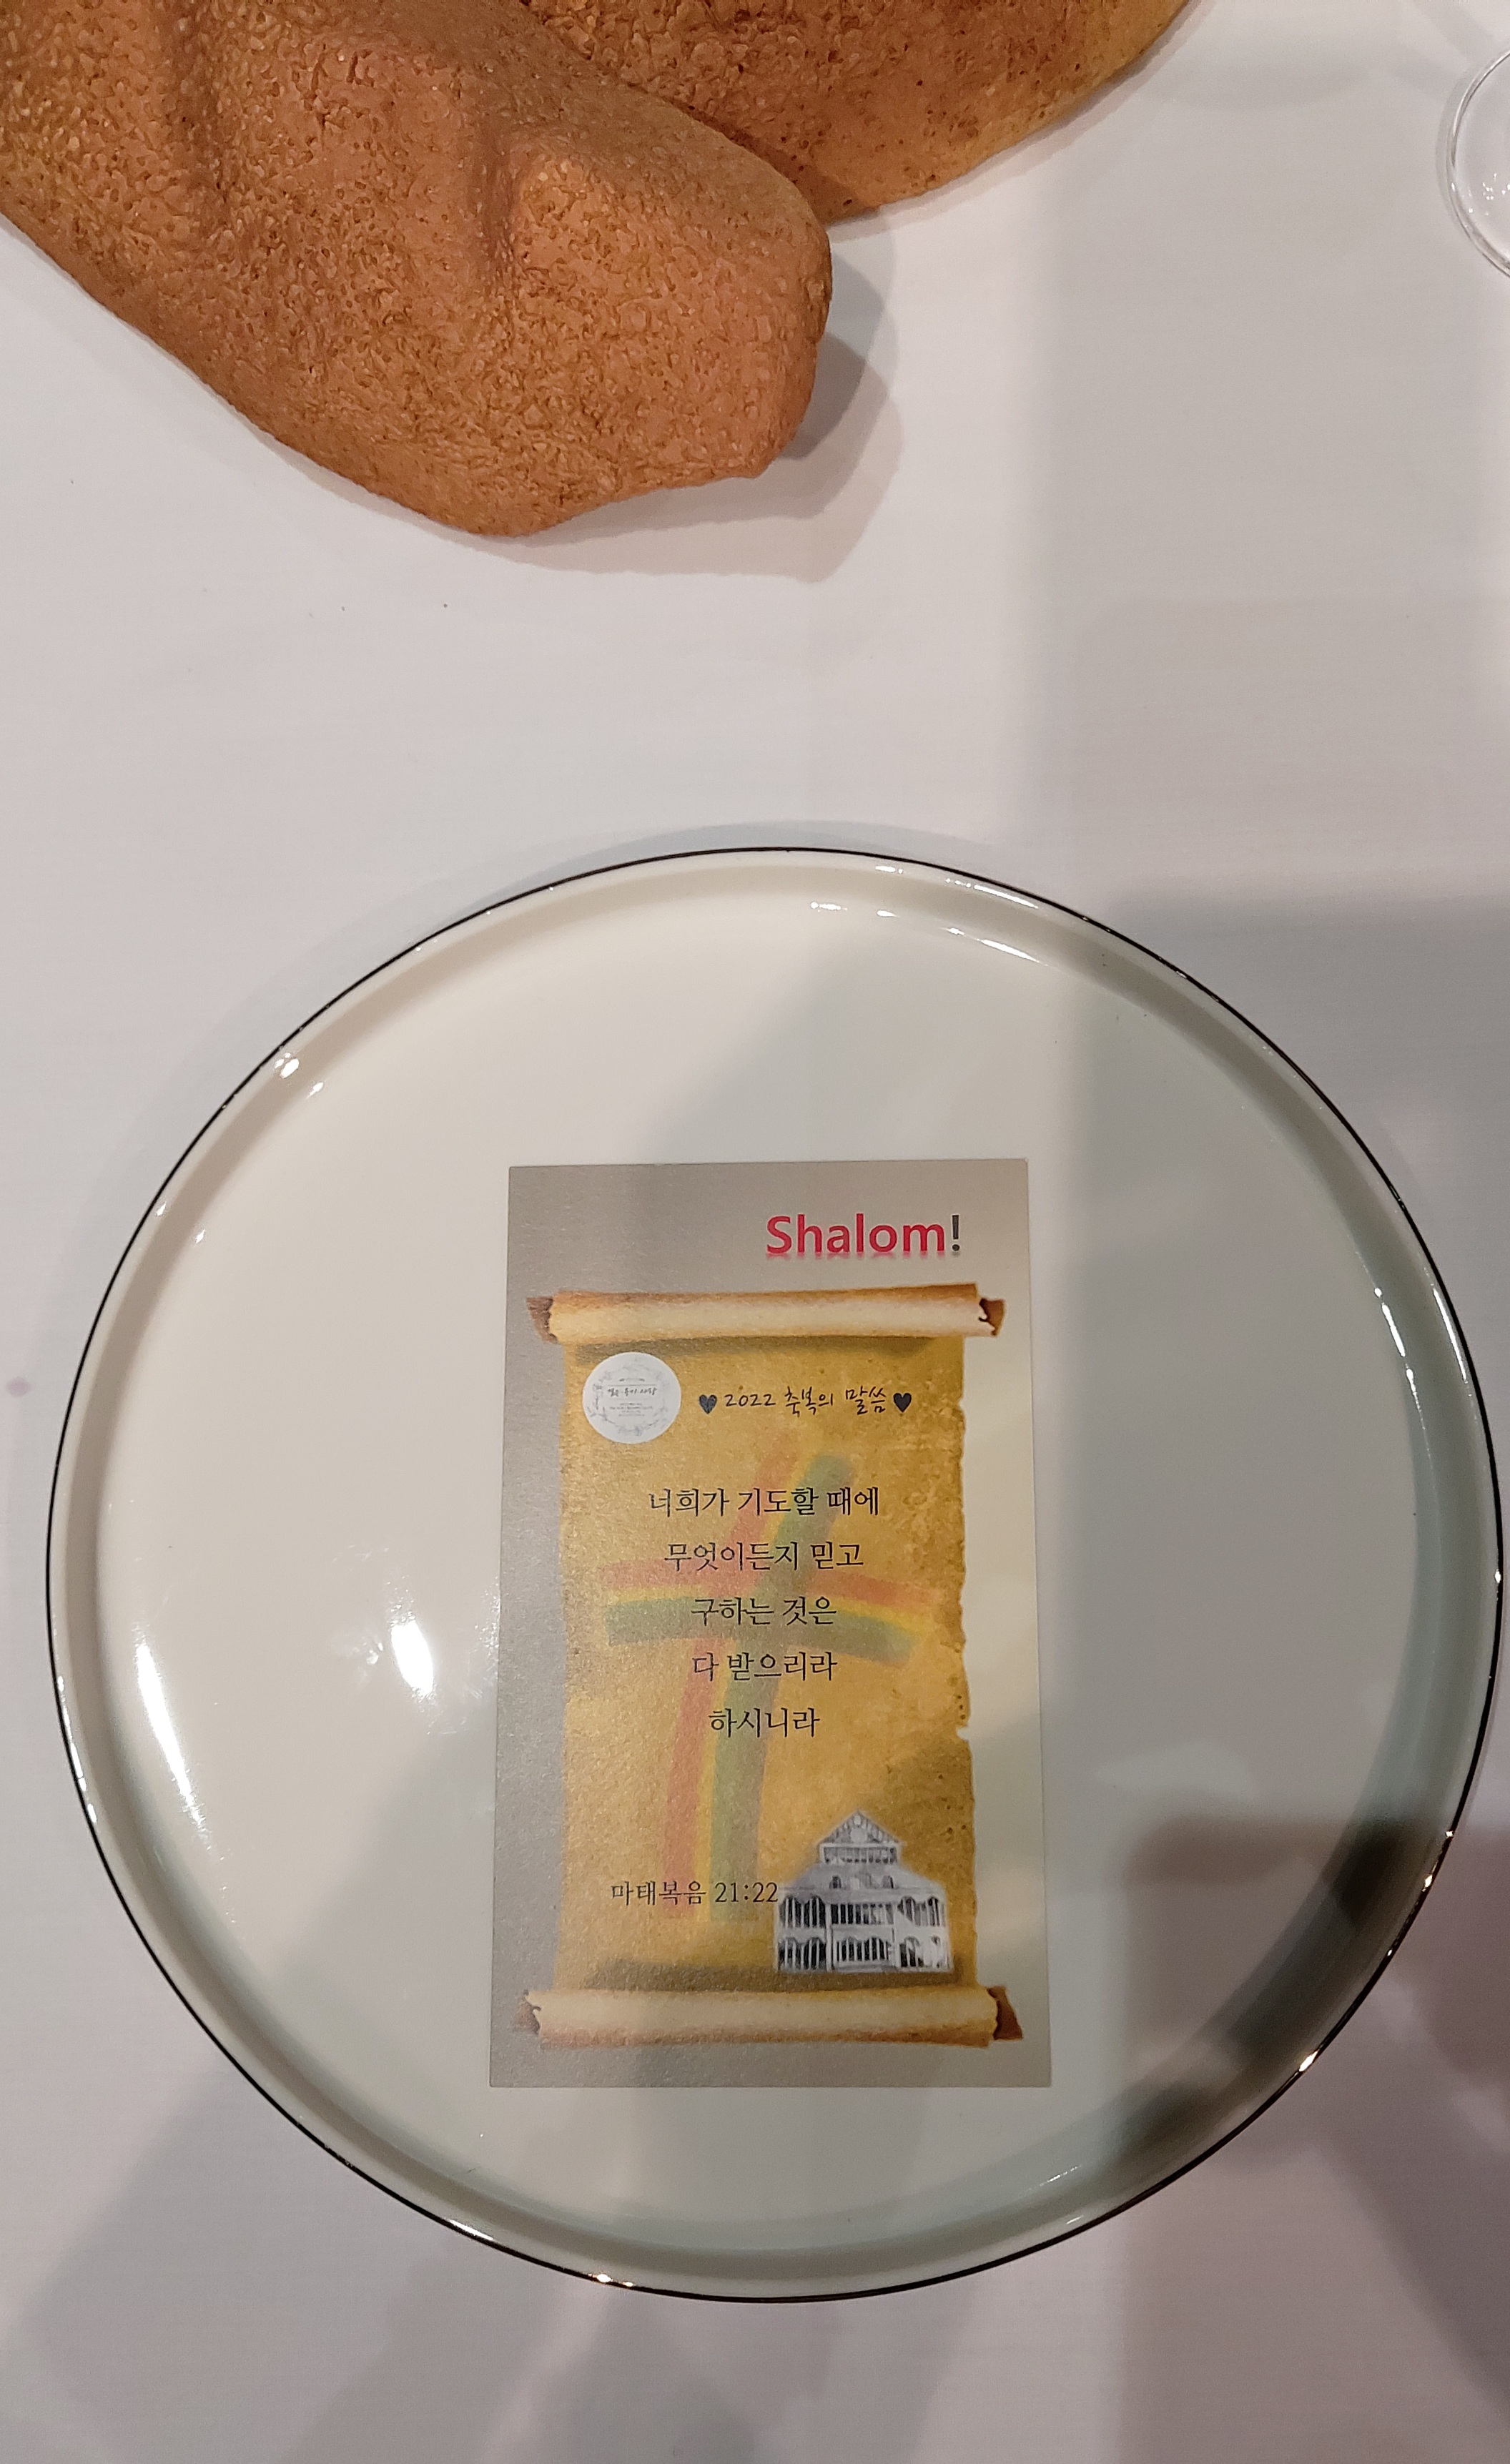 Shalom!
♥2022 축복의 말씀♥
너희가 기도할 때에
무엇이든지 믿고
구하는 것은
다 받으리라
하시니라
마태복음 21:22